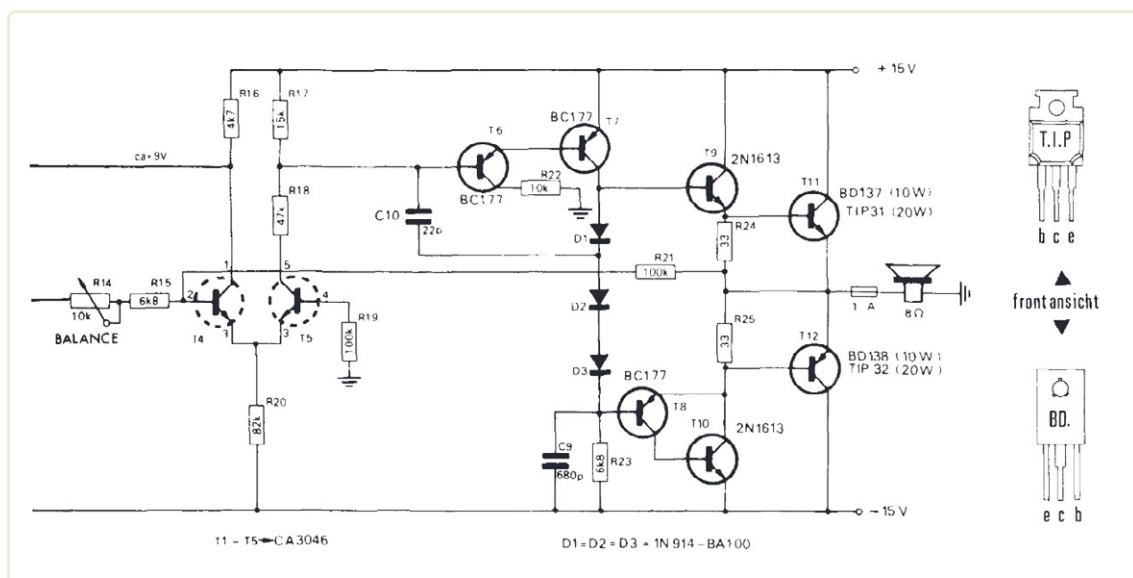 + 15 V
R16
4k7
R17
15k
ca+9V
T6
BC177
T7
BC177
R22
10k
C10
22p
R18
47k
D1
T9
2N1613
T11
BD137 (10W)
TIP31 (20W)
R24
33
R21
100k
R14
10k
BALANCE
R15
6k8
1
2
3
T4
5
4
3
T5
R19
100k
D2
D3
1 A
8Ω
R25
33
T12
BD138 (10W)
TIP 32 (20W)
BC177
T8
T10
2N1613
R20
82k
C9
680p
R23
6k8
− 15 V
T1 - T5 CA3046
D1=D2=D3 = 1N 914-BA100
T.I.P
b c e
frontansicht
BD.
e c b